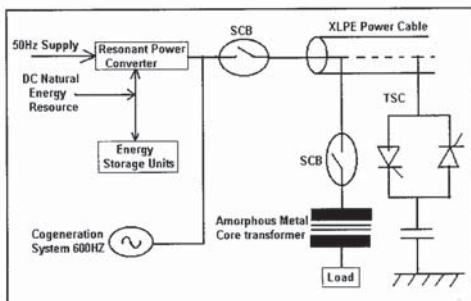 50Hz Supply
Resonant Power
Converter
SCB
XLPE Power Cable
DC Natural
Energy
Resource
TSC
Energy
Storage Units
SCB
Cogeneration
System 600HZ
Amorphous Metal
Core transformer
Load